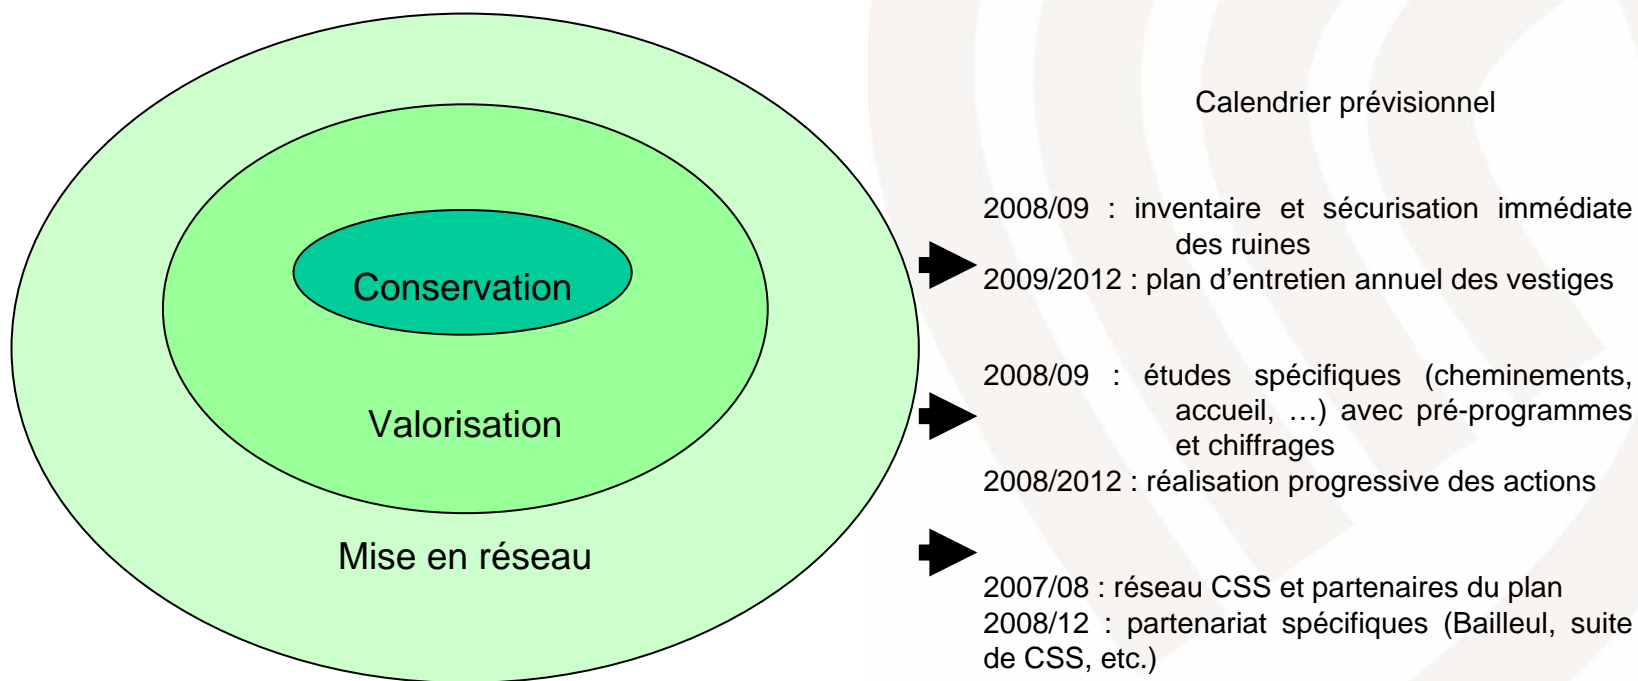 Conservation
Valorisation
Mise en réseau
Calendrier prévisionnel
2008/09 : inventaire et sécurisation immédiate
des ruines
2009/2012 : plan d’entretien annuel des vestiges
2008/09 : études spécifiques (cheminements,
accueil, …) avec pré-programmes
et chiffrages
2008/2012 : réalisation progressive des actions
2007/08 : réseau CSS et partenaires du plan
2008/12 : partenariat spécifiques (Bailleul, suite
de CSS, etc.)